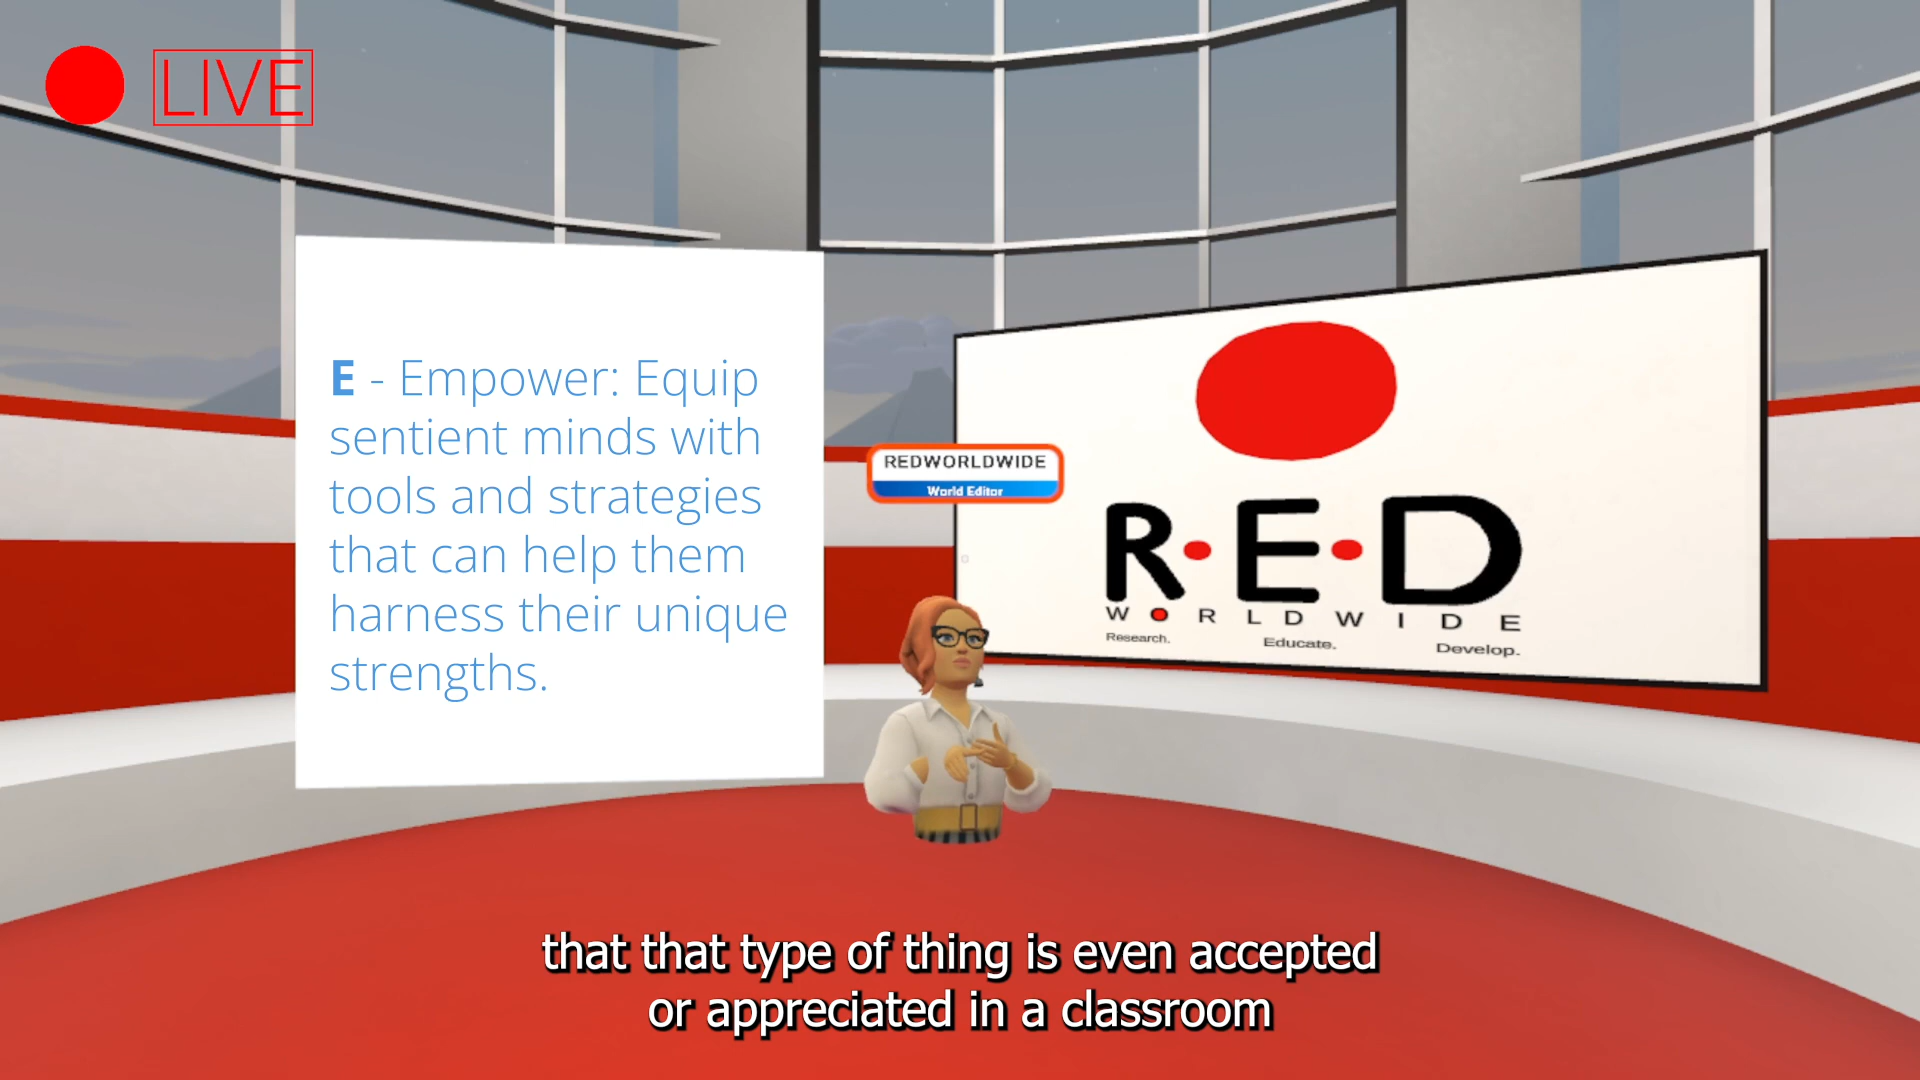 LIVE
E - Empower: Equip
sentient minds with
tools and strategies
that can help them
harness their unique
strengths.
REDWORLDWIDE
World Editor
R•E•D
WORLDWIDE
Research. Educate. Develop.
that that type of thing is even accepted
or appreciated in a classroom